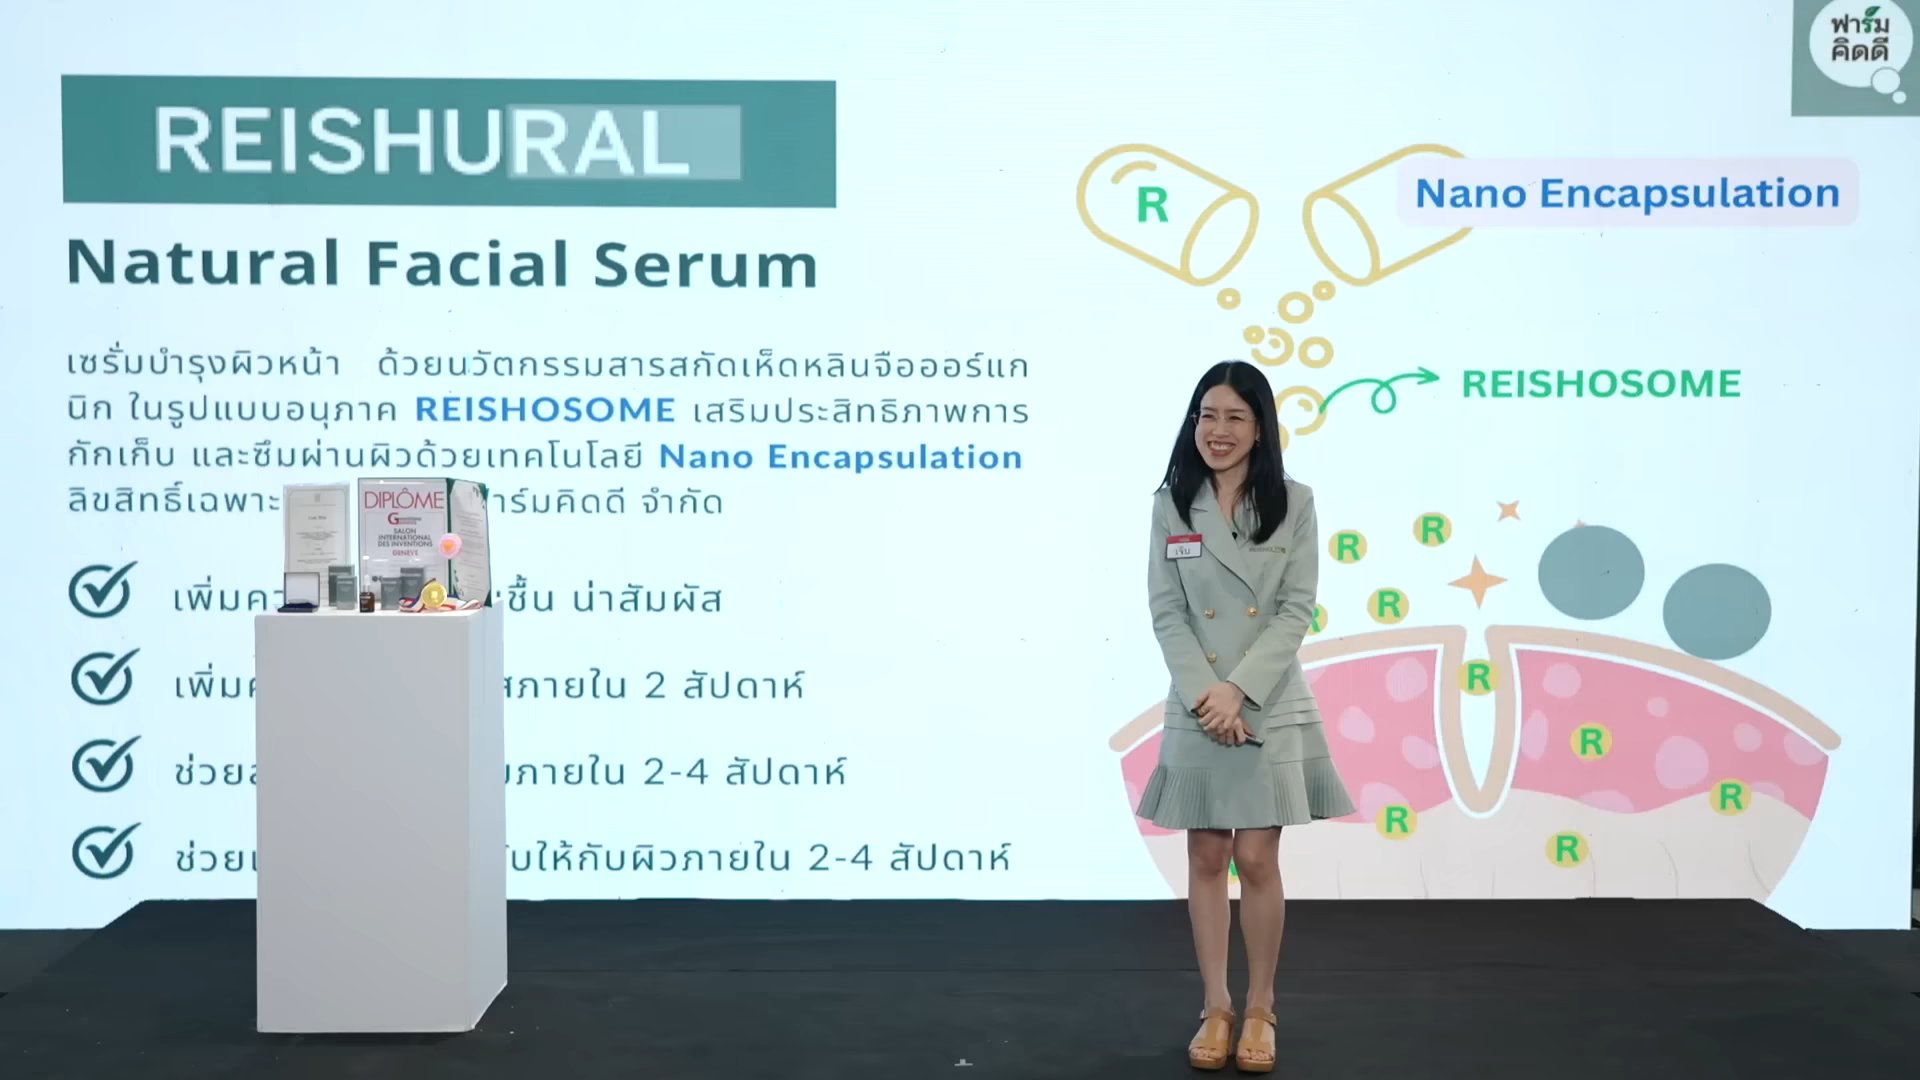 ฟาร์ม
คิดดี
REISHURAL
Nano Encapsulation
R
Natural Facial Serum
เซรั่มบำรุงผิวหน้า ด้วยนวัตกรรมสารสกัดเห็ดหลินจือออร์แก
นิก ในรูปแบบอนุภาค REISHOSOME เสริมประสิทธิภาพการ
กักเก็บ และซึมผ่านผิวด้วยเทคโนโลยี Nano Encapsulation
ลิขสิทธิ์เฉพาะ ฟาร์มคิดดี จำกัด
REISHOSOME
DIPLÔME
SALON
INTERNATIONAL
DES INVENTIONS
GENÈVE
เจิน
R
R
R
R
R
R
R
R
เพิ่ม น่าสัมผัส
เพิ่ม ภายใน 2 สัปดาห์
ช่วย ภายใน 2-4 สัปดาห์
ช่วย ให้กับผิวภายใน 2-4 สัปดาห์